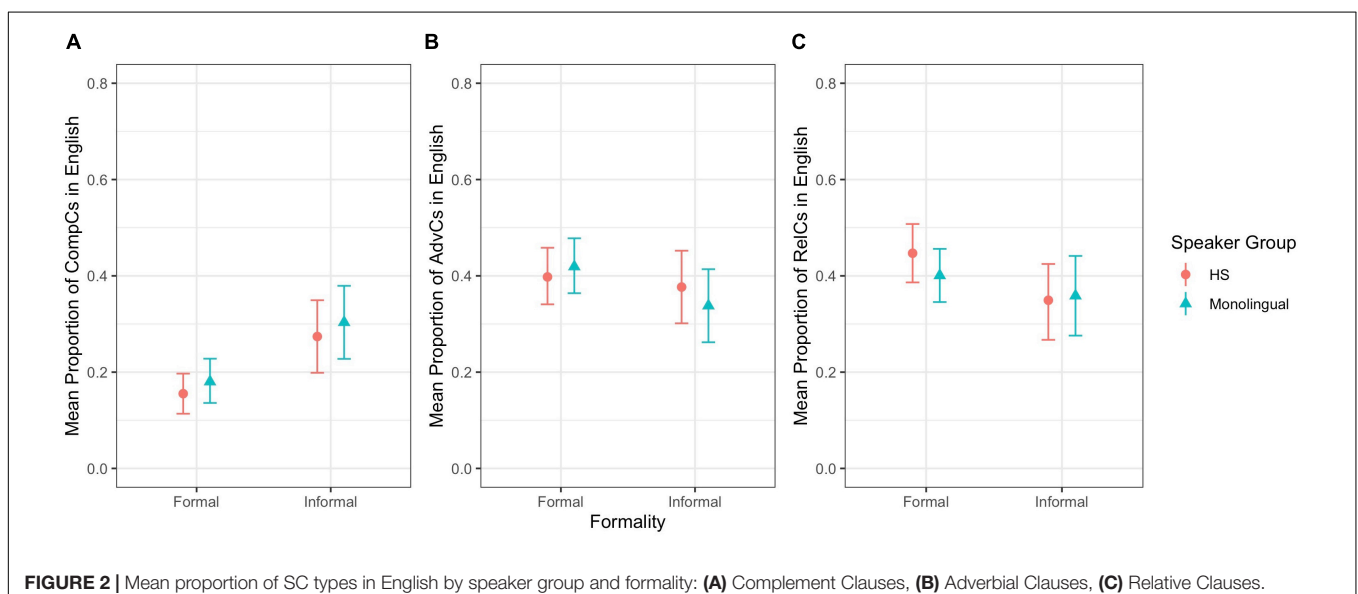 A
B
C
Mean Proportion of CompCs in English
0.8
0.6
0.4
0.2
0.0
Formal
Informal
Mean Proportion of AdvCs in English
0.8
0.6
0.4
0.2
0.0
Formal
Informal
Mean Proportion of RelCs in English
0.8
0.6
0.4
0.2
0.0
Formal
Informal
Formality
Speaker Group
HS
Monolingual
FIGURE 2 | Mean proportion of SC types in English by speaker group and formality: (A) Complement Clauses, (B) Adverbial Clauses, (C) Relative Clauses.